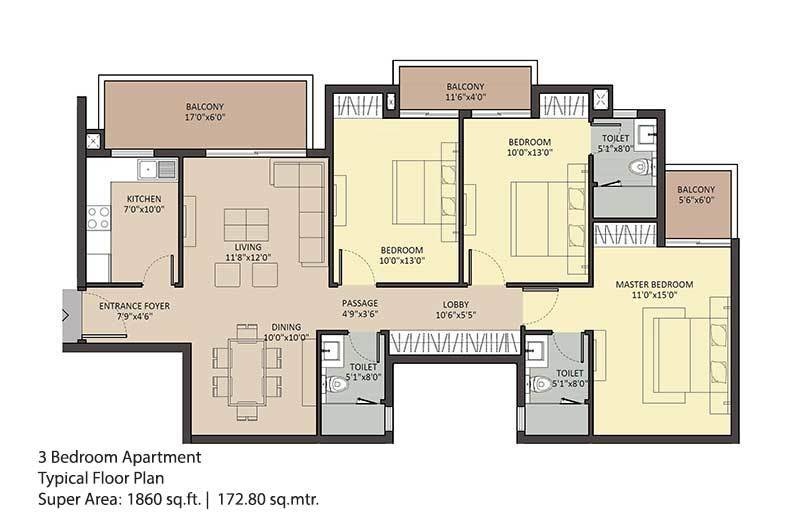 BALCONY
17'0"x6'0"
BALCONY
11'6"x4'0"
BEDROOM
10'0"x13'0"
TOILET
5'1"x8'0"
BALCONY
5'6"x6'0"
KITCHEN
7'0"x10'0"
LIVING
11'8"x12'0"
BEDROOM
10'0"x13'0"
MASTER BEDROOM
11'0"x15'0"
ENTRANCE FOYER
7'9"x4'6"
PASSAGE
4'9"x3'6"
LOBBY
10'6"x5'5"
DINING
10'0"x10'0"
TOILET
5'1"x8'0"
TOILET
5'1"x8'0"
3 Bedroom Apartment
Typical Floor Plan
Super Area: 1860 sq.ft. | 172.80 sq.mtr.